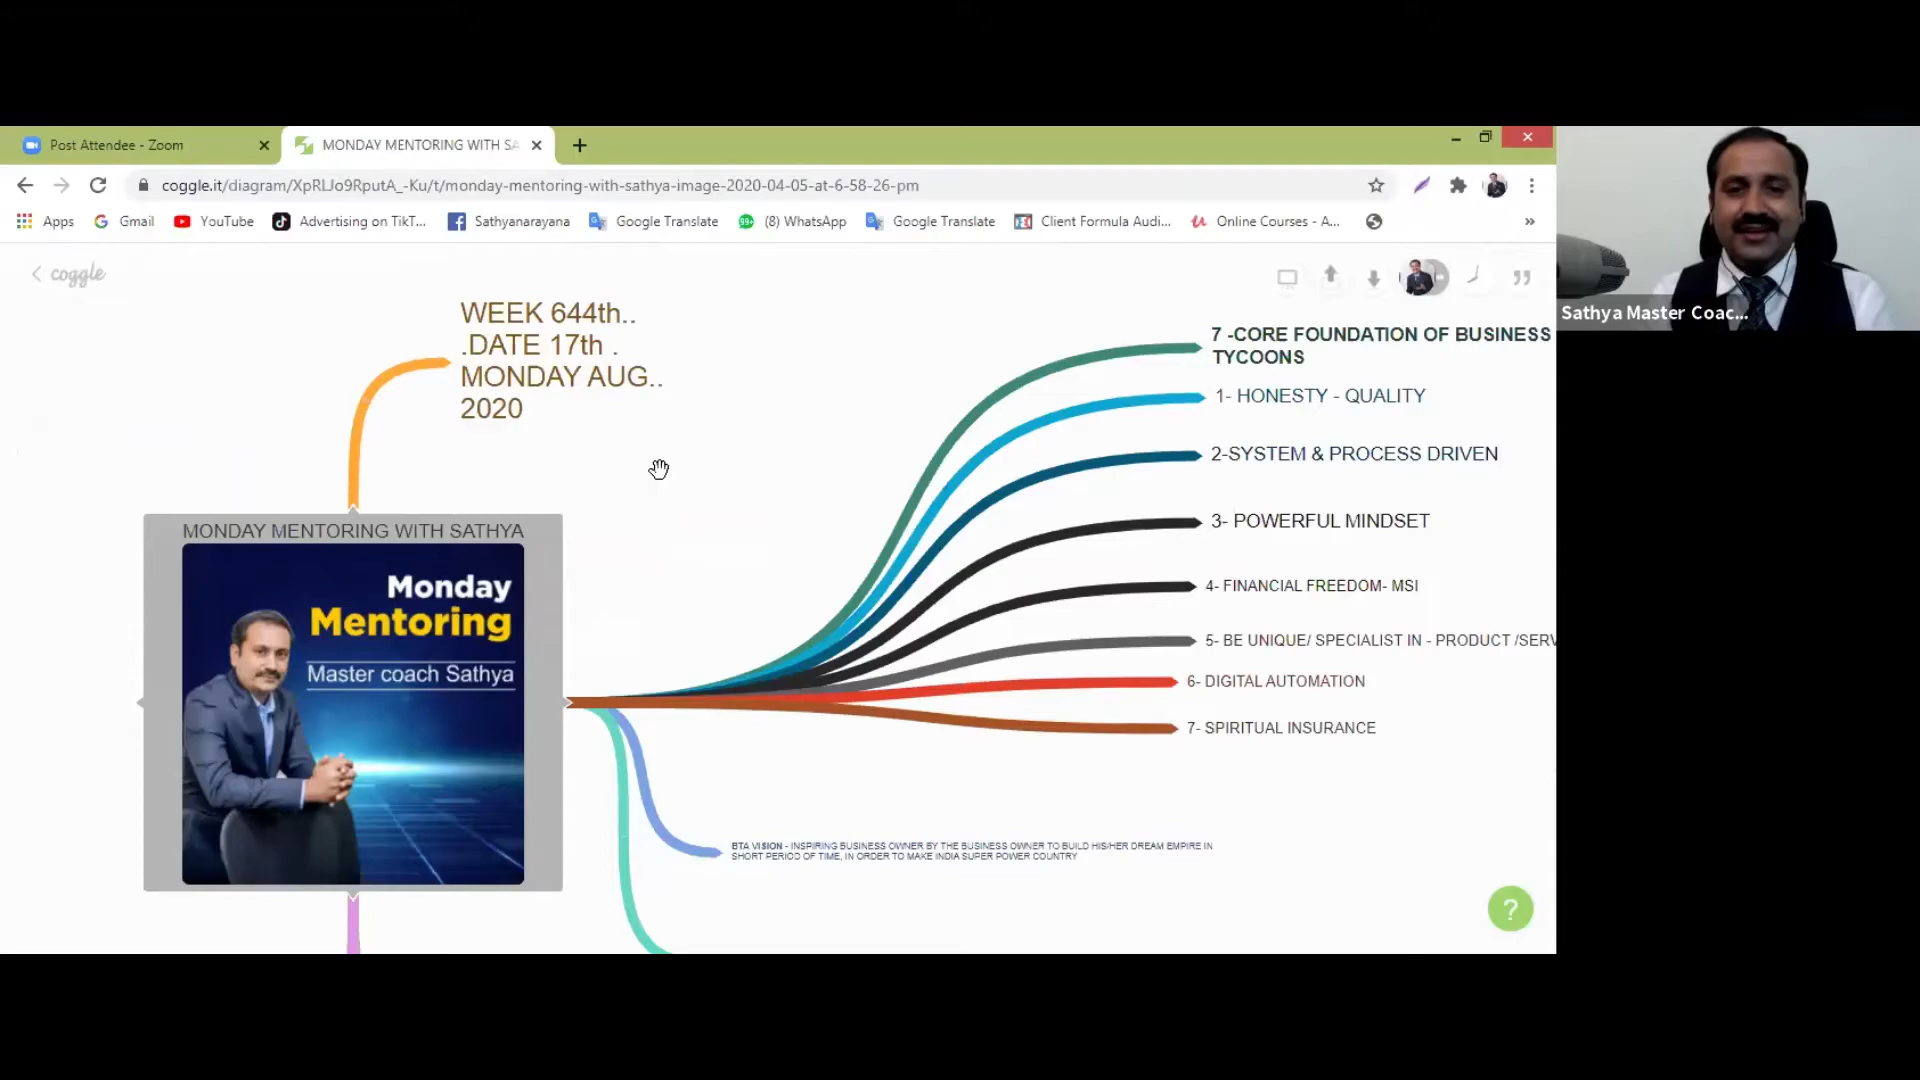 Post Attendee - Zoom
MONDAY MENTORING WITH SA
coggle.it/diagram/XpRLJo9RputA_-Ku/t/monday-mentoring-with-sathya-image-2020-04-05-at-6-58-26-pm
Apps
Gmail
YouTube
Advertising on TikT...
Sathyanarayana
Google Translate
99+
(8) WhatsApp
Google Translate
Client Formula Audi...
Online Courses - A...
»
coggle
Sathya Master Coac...
WEEK 644th..
.DATE 17th .
MONDAY AUG..
2020
7 -CORE FOUNDATION OF BUSINESS
TYCOONS
1- HONESTY - QUALITY
2-SYSTEM & PROCESS DRIVEN
3- POWERFUL MINDSET
4- FINANCIAL FREEDOM- MSI
5- BE UNIQUE/ SPECIALIST IN - PRODUCT /SERV
6- DIGITAL AUTOMATION
7- SPIRITUAL INSURANCE
MONDAY MENTORING WITH SATHYA
Monday
Mentoring
Master coach Sathya
BTA VISION - INSPIRING BUSINESS OWNER BY THE BUSINESS OWNER TO BUILD HIS/HER DREAM EMPIRE IN
SHORT PERIOD OF TIME, IN ORDER TO MAKE INDIA SUPER POWER COUNTRY
?